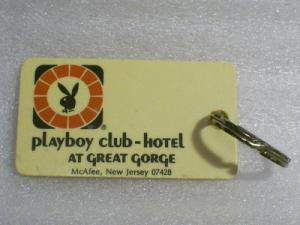 playboy club-HOTEL
AT GREAT GORGE
McAfee, New Jersey 07428